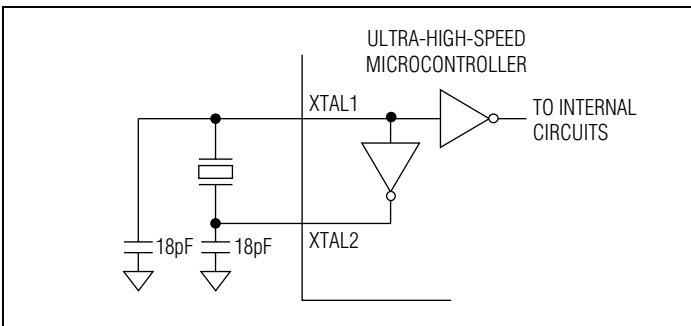 ULTRA-HIGH-SPEED
MICROCONTROLLER
XTAL1
TO INTERNAL
CIRCUITS
18pF
18pF
XTAL2